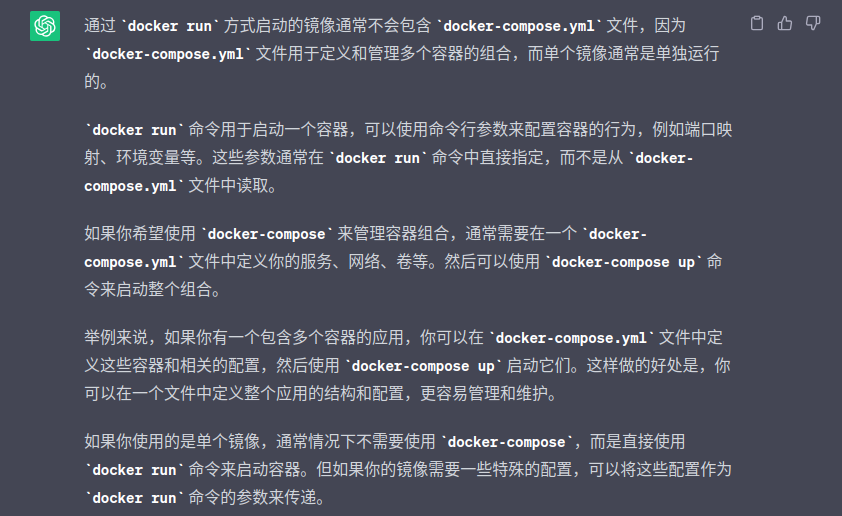 通过 `docker run` 方式启动的镜像通常不会包含 `docker-compose.yml` 文件，因为
`docker-compose.yml` 文件用于定义和管理多个容器的组合，而单个镜像通常是单独运行
的。
`docker run` 命令用于启动一个容器，可以使用命令行参数来配置容器的行为，例如端口映
射、环境变量等。这些参数通常在 `docker run` 命令中直接指定，而不是从 `docker-
compose.yml` 文件中读取。
如果你希望使用 `docker-compose` 来管理容器组合，通常需要在一个 `docker-
compose.yml` 文件中定义你的服务、网络、卷等。然后可以使用 `docker-compose up` 命
令来启动整个组合。
举例来说，如果你有一个包含多个容器的应用，你可以在 `docker-compose.yml` 文件中定
义这些容器和相关的配置，然后使用 `docker-compose up` 启动它们。这样做的好处是，你
可以在一个文件中定义整个应用的结构和配置，更容易管理和维护。
如果你使用的是单个镜像，通常情况下不需要使用 `docker-compose`，而是直接使用
`docker run` 命令来启动容器。但如果你的镜像需要一些特殊的配置，可以将这些配置作为
`docker run` 命令的参数来传递。